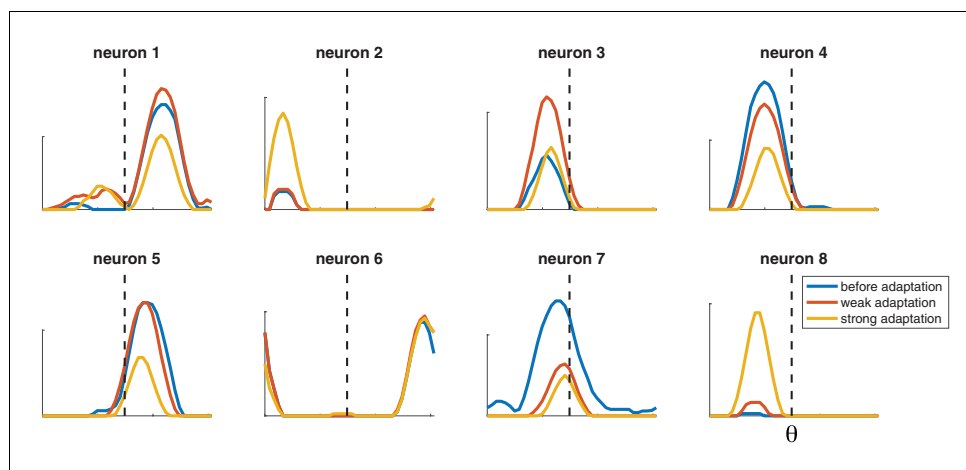 neuron 1
neuron 2
neuron 3
neuron 4
neuron 5
neuron 6
neuron 7
neuron 8
before adaptation
weak adaptation
strong adaptation
θ